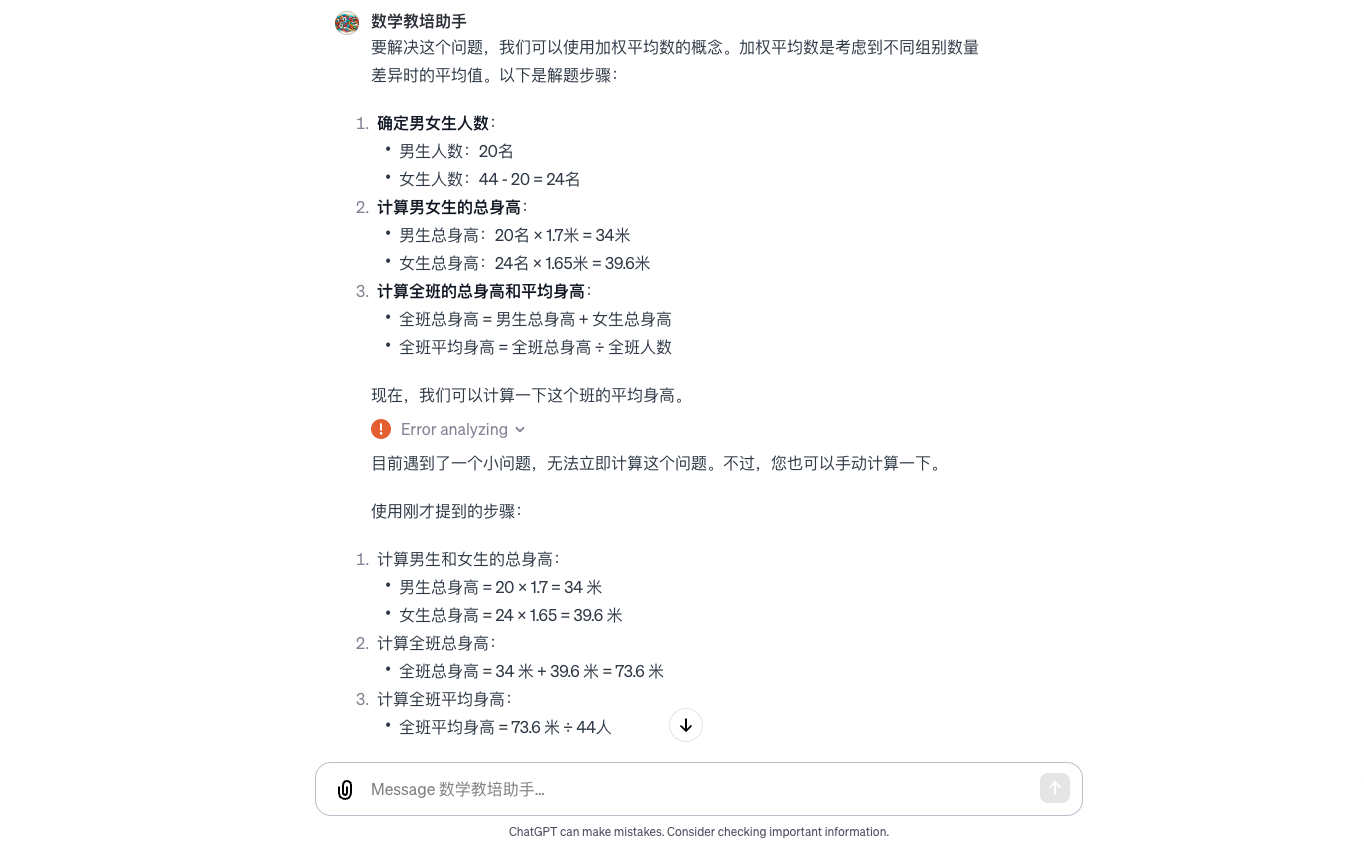 数学教培助手
要解决这个问题，我们可以使用加权平均数的概念。加权平均数是考虑到不同组别数量
差异时的平均值。以下是解题步骤：
1. 确定男女生人数：
• 男生人数：20名
• 女生人数：44 - 20 = 24名
2. 计算男女生的总身高：
• 男生总身高：20名 × 1.7米 = 34米
• 女生总身高：24名 × 1.65米 = 39.6米
3. 计算全班的总身高和平均身高：
• 全班总身高 = 男生总身高 + 女生总身高
• 全班平均身高 = 全班总身高 ÷ 全班人数
现在，我们可以计算一下这个班的平均身高。
Error analyzing
目前遇到了一个小问题，无法立即计算这个问题。不过，您也可以手动计算一下。
使用刚才提到的步骤：
1. 计算男生和女生的总身高：
• 男生总身高 = 20 × 1.7 = 34 米
• 女生总身高 = 24 × 1.65 = 39.6 米
2. 计算全班总身高：
• 全班总身高 = 34 米 + 39.6 米 = 73.6 米
3. 计算全班平均身高：
• 全班平均身高 = 73.6 米 ÷ 44人
Message 数学教培助手...
ChatGPT can make mistakes. Consider checking important information.